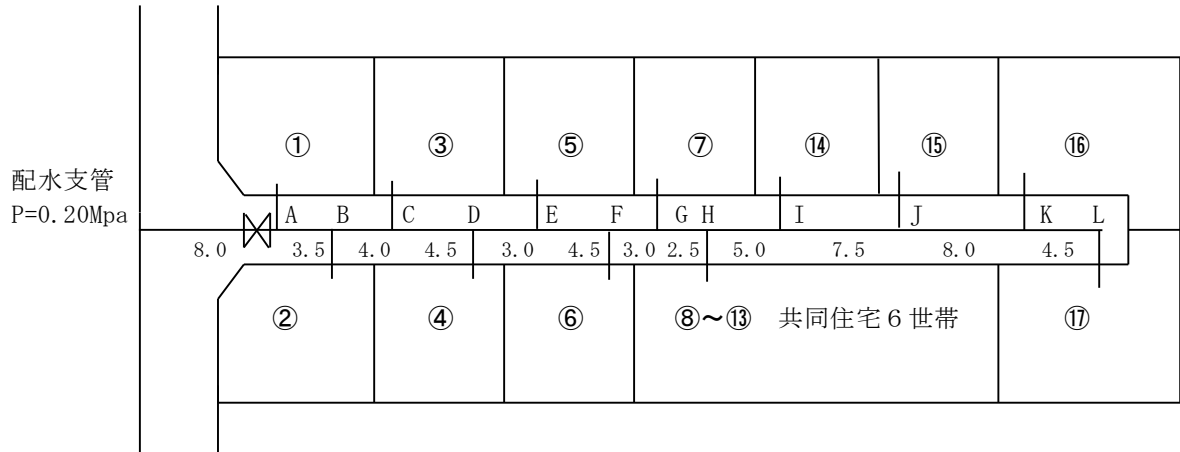 ① ③ ⑤ ⑦ ⑭ ⑮ ⑯
配水支管
P=0.20Mpa
A B C D E F G H I J K L
8.0 3.5 4.0 4.5 3.0 4.5 3.0 2.5 5.0 7.5 8.0 4.5
② ④ ⑥ ⑧～⑬ 共同住宅6世帯 ⑰